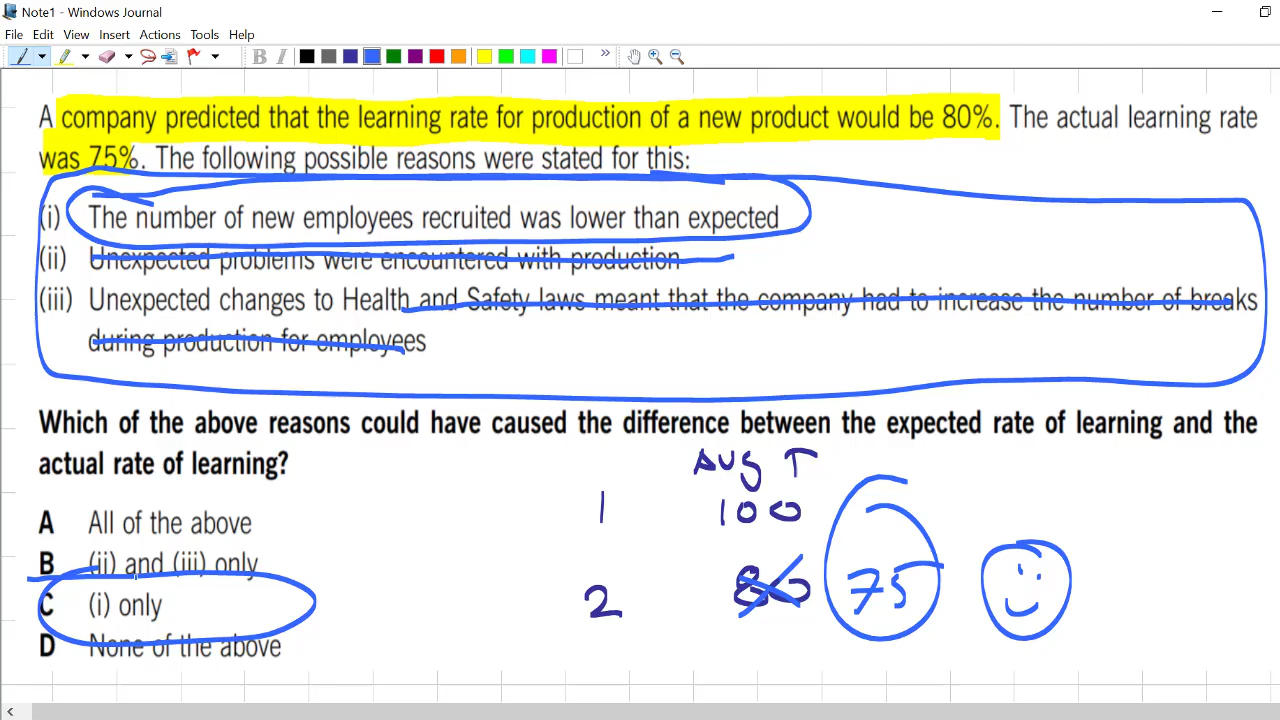 Note1 - Windows Journal
File Edit View Insert Actions Tools Help
B I
A company predicted that the learning rate for production of a new product would be 80%. The actual learning rate
was 75%. The following possible reasons were stated for this:
(i) The number of new employees recruited was lower than expected
(ii) Unexpected problems were encountered with production
(iii) Unexpected changes to Health and Safety laws meant that the company had to increase the number of breaks
during production for employees
Which of the above reasons could have caused the difference between the expected rate of learning and the
actual rate of learning?
Avg T
A All of the above
1 100
B (ii) and (iii) only
C (i) only
2 80 75
D None of the above